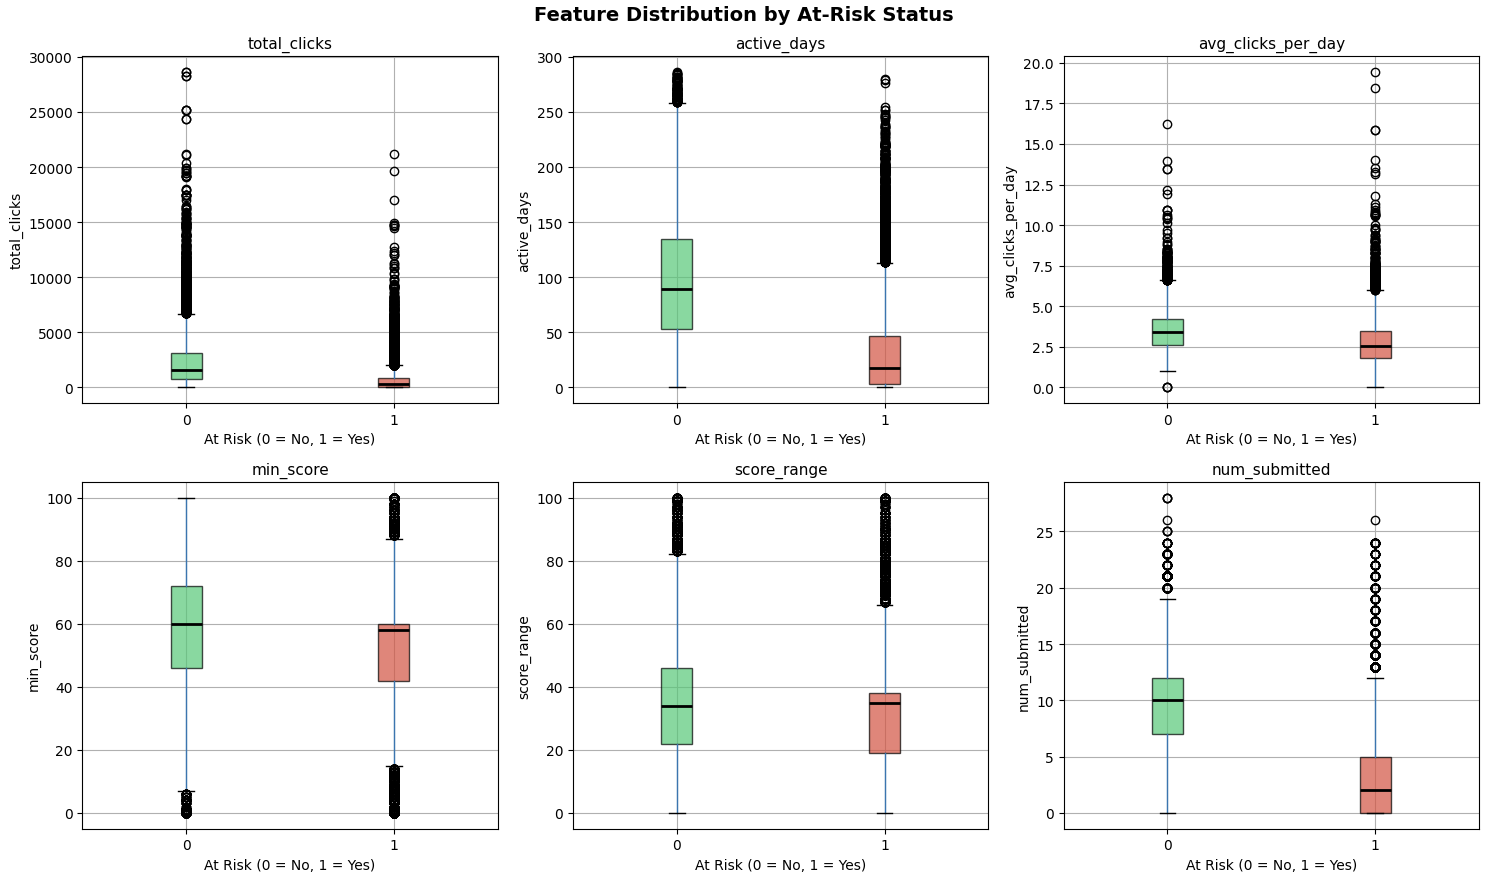 Feature Distribution by At-Risk Status
total_clicks
30000
25000
20000
15000
10000
5000
0
total_clicks
0 1
At Risk (0 = No, 1 = Yes)
active_days
300
250
200
150
100
50
0
active_days
0 1
At Risk (0 = No, 1 = Yes)
avg_clicks_per_day
20.0
17.5
15.0
12.5
10.0
7.5
5.0
2.5
0.0
avg_clicks_per_day
0 1
At Risk (0 = No, 1 = Yes)
min_score
100
80
60
40
20
0
min_score
0 1
At Risk (0 = No, 1 = Yes)
score_range
100
80
60
40
20
0
score_range
0 1
At Risk (0 = No, 1 = Yes)
num_submitted
25
20
15
10
5
0
num_submitted
0 1
At Risk (0 = No, 1 = Yes)